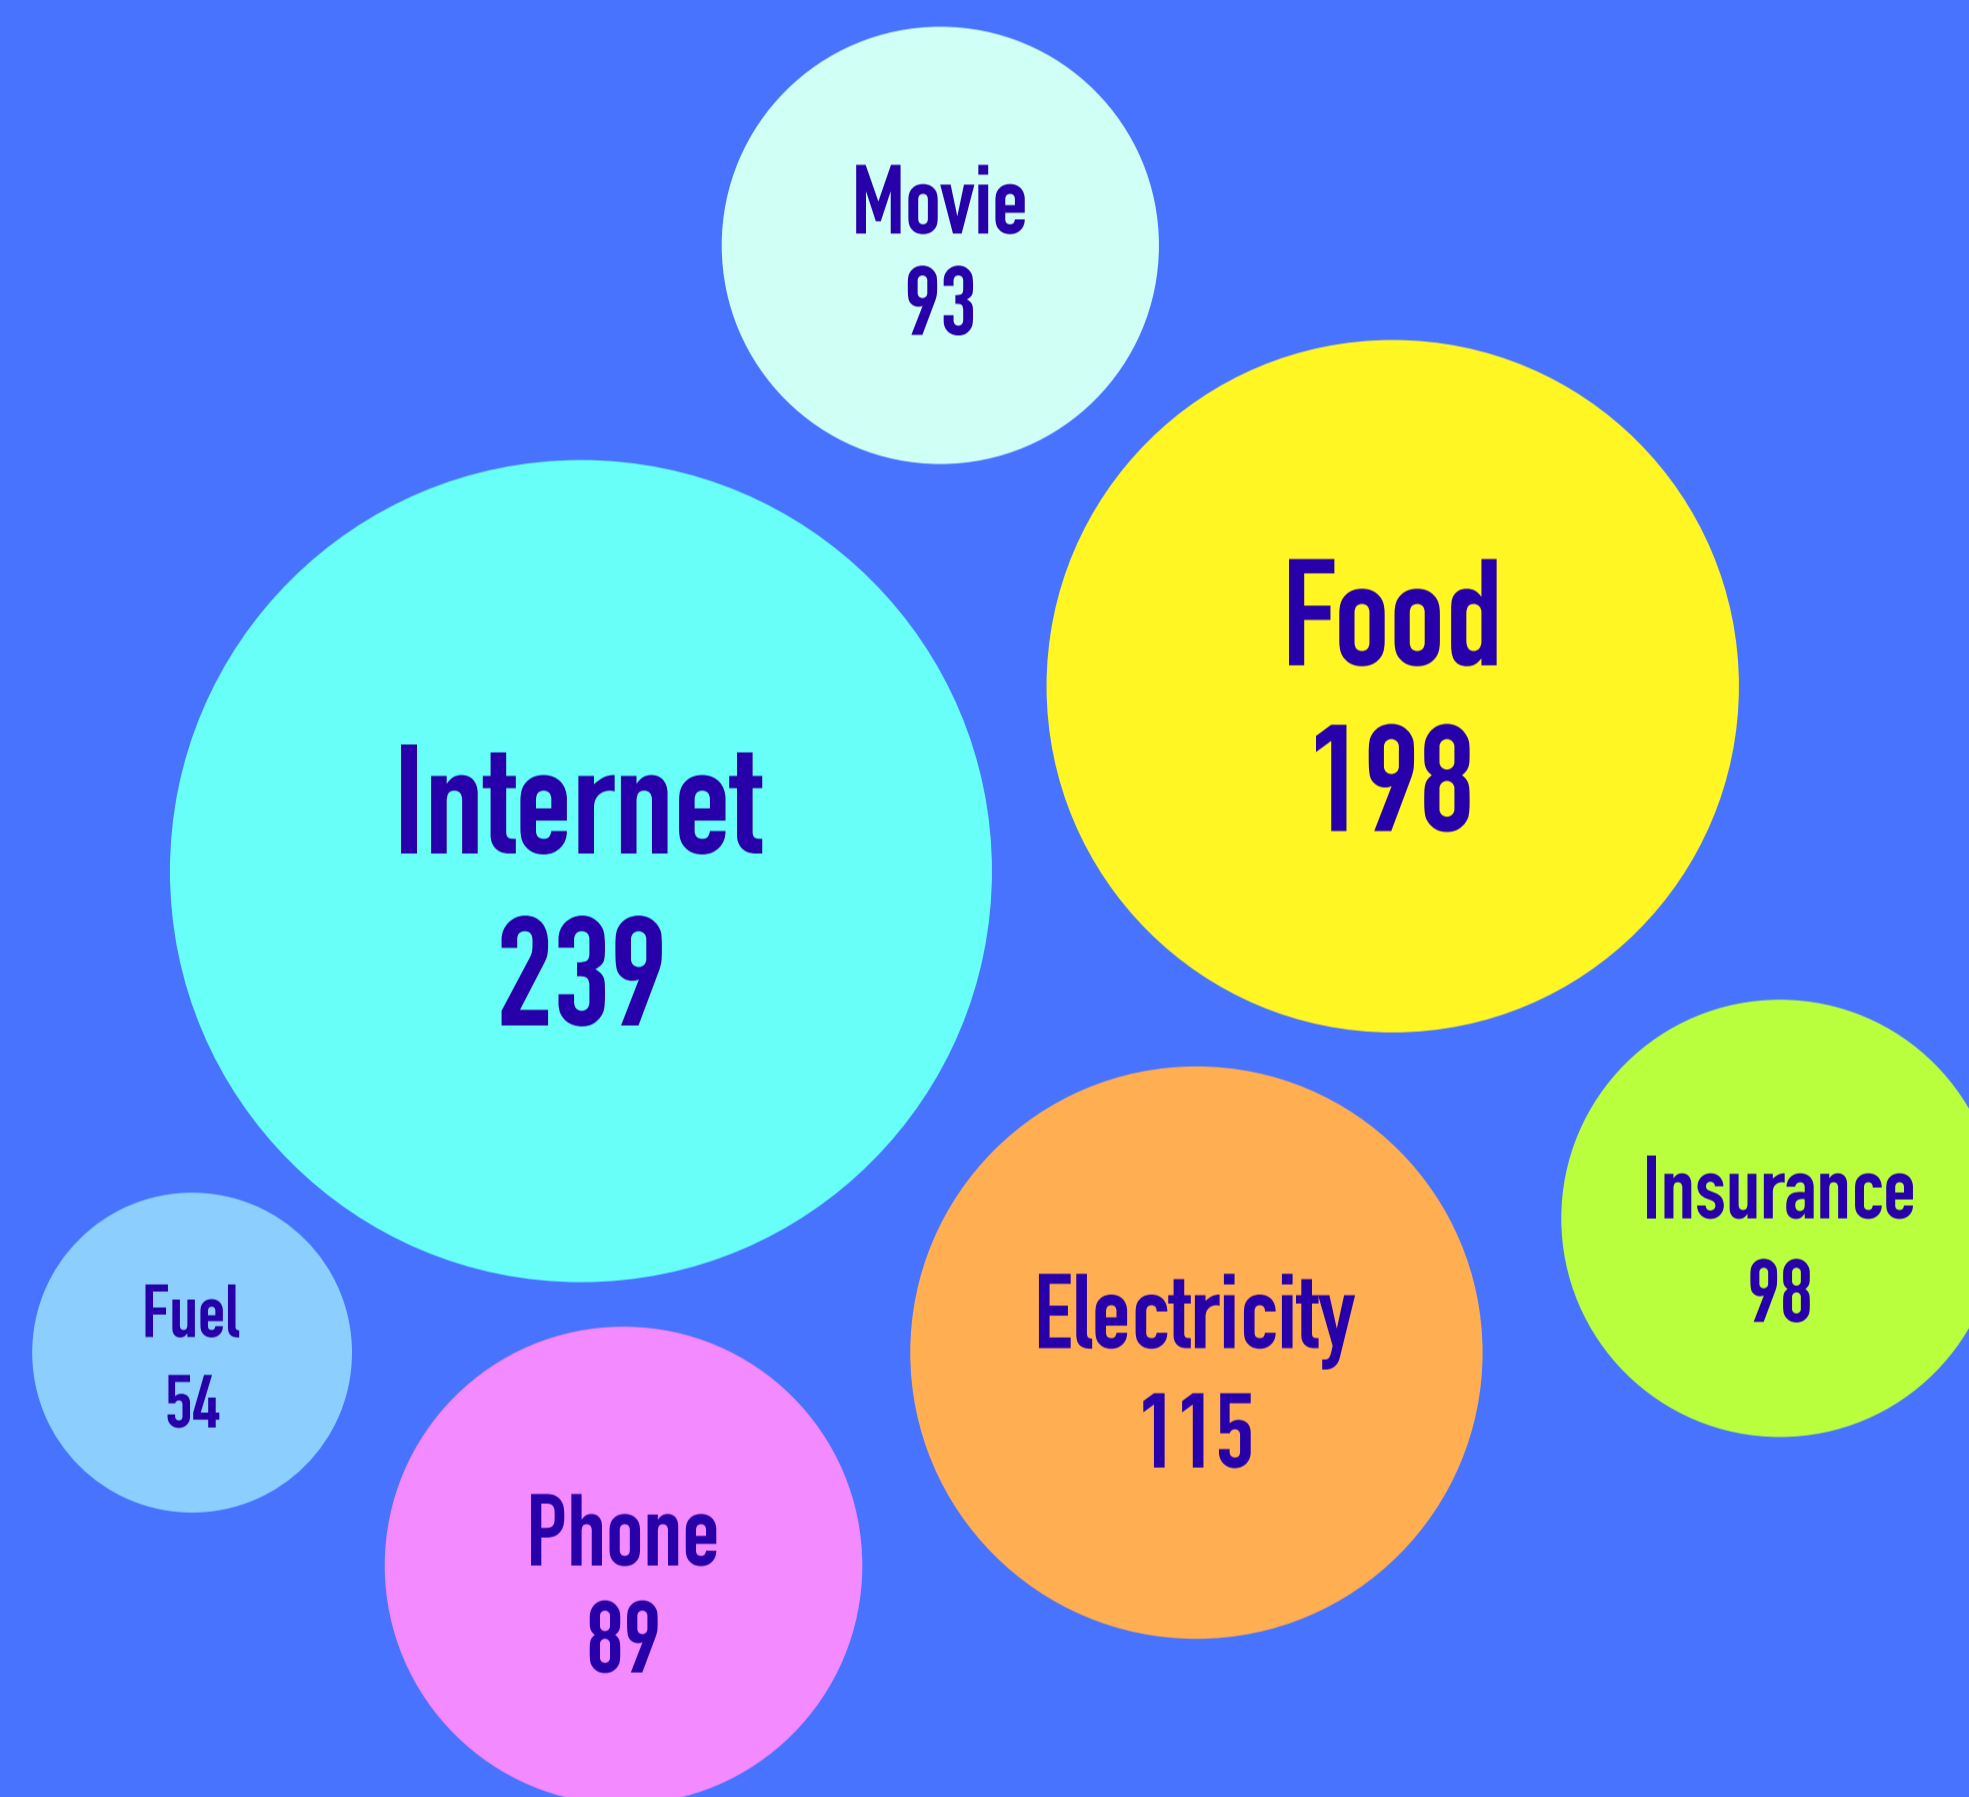 Movie
93
Food
198
Internet
239
Insurance
98
Electricity
115
Fuel
54
Phone
89